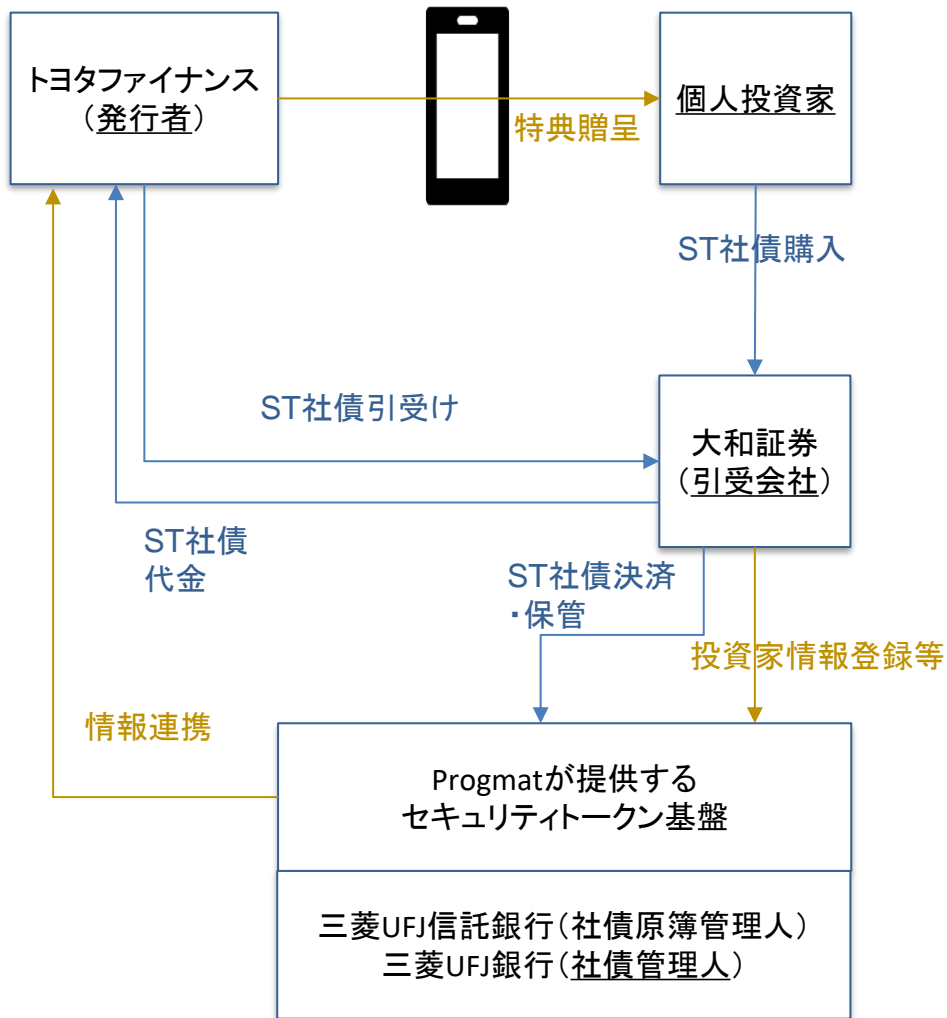 トヨタファイナンス
（発行者）
個人投資家
特典贈呈
ST社債購入
ST社債引受け
大和証券
（引受会社）
ST社債
代金
ST社債決済
・保管
投資家情報登録等
情報連携
Progmatが提供する
セキュリティトークン基盤
三菱UFJ信託銀行（社債原簿管理人）
三菱UFJ銀行（社債管理人）